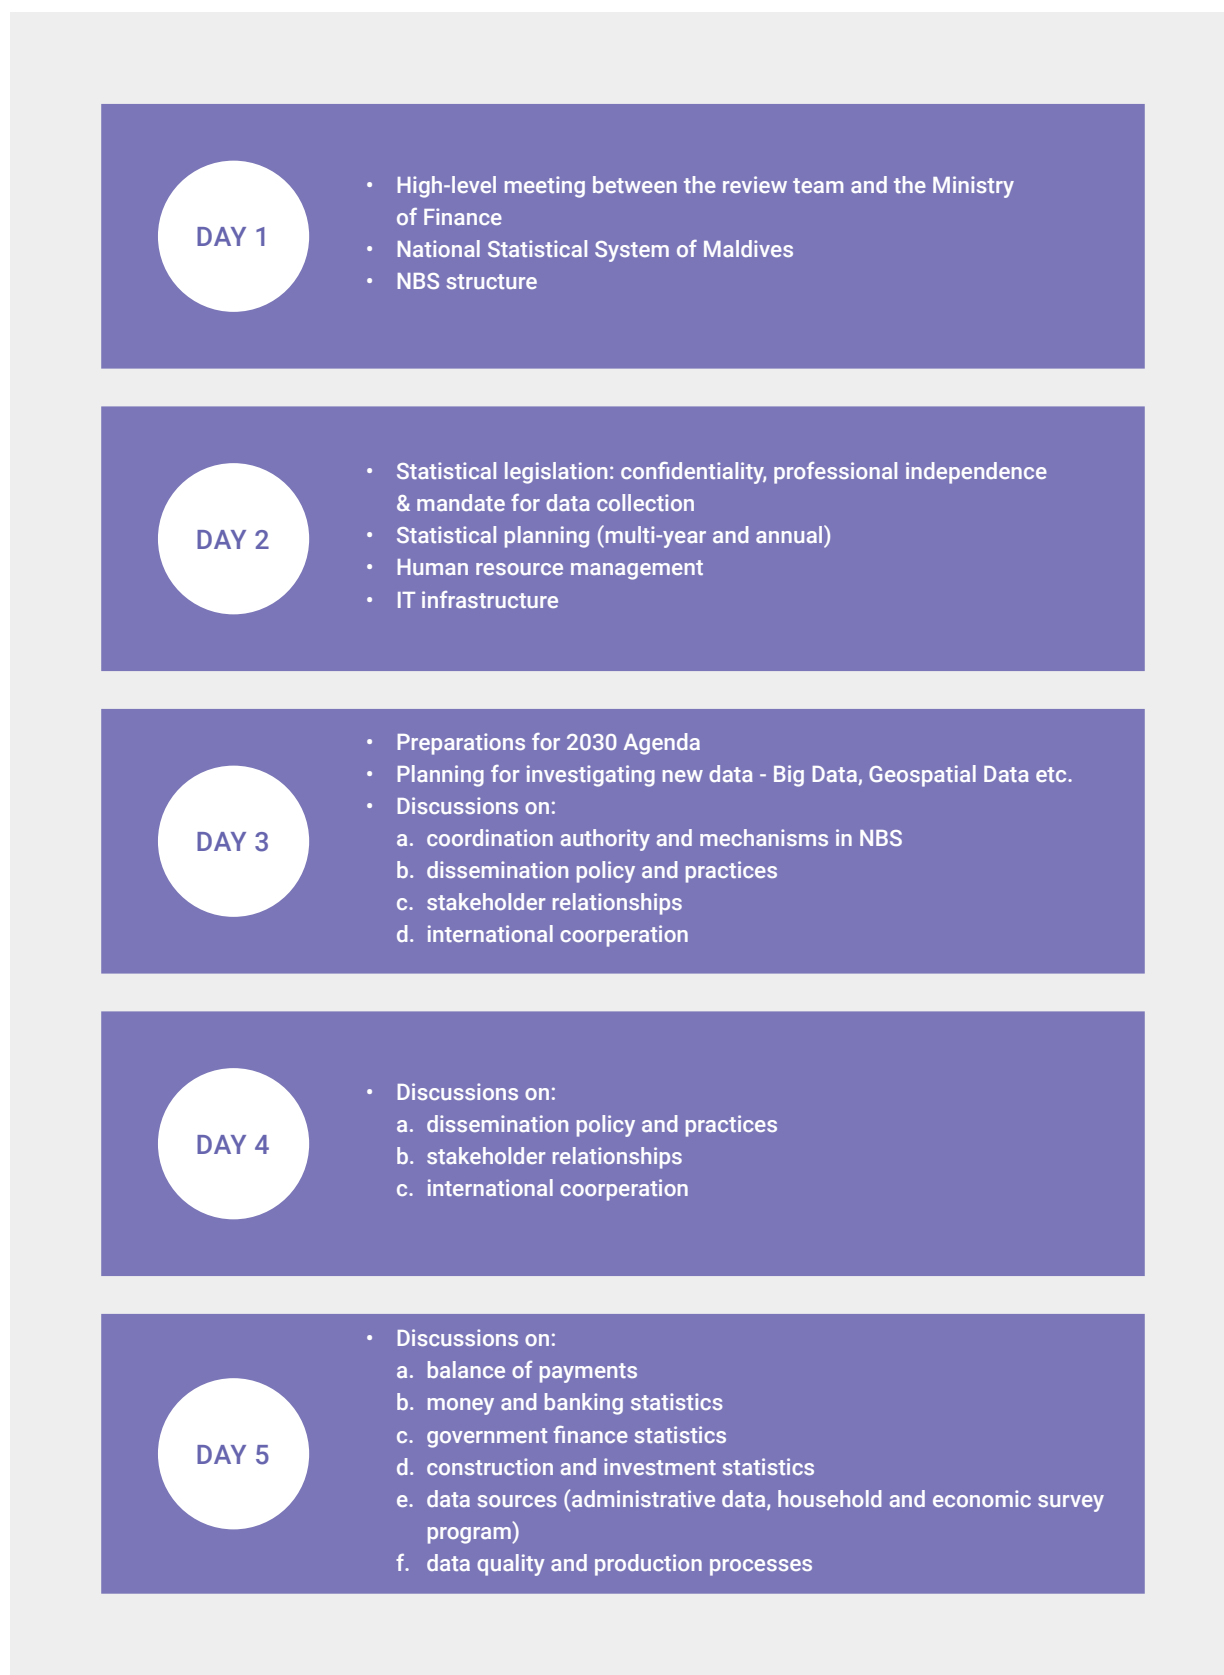 DAY 1
• High-level meeting between the review team and the Ministry
of Finance
• National Statistical System of Maldives
• NBS structure
DAY 2
• Statistical legislation: confidentiality, professional independence
& mandate for data collection
• Statistical planning (multi-year and annual)
• Human resource management
• IT infrastructure
DAY 3
• Preparations for 2030 Agenda
• Planning for investigating new data - Big Data, Geospatial Data etc.
• Discussions on:
a. coordination authority and mechanisms in NBS
b. dissemination policy and practices
c. stakeholder relationships
d. international coorperation
DAY 4
• Discussions on:
a. dissemination policy and practices
b. stakeholder relationships
c. international coorperation
DAY 5
• Discussions on:
a. balance of payments
b. money and banking statistics
c. government finance statistics
d. construction and investment statistics
e. data sources (administrative data, household and economic survey
program)
f. data quality and production processes